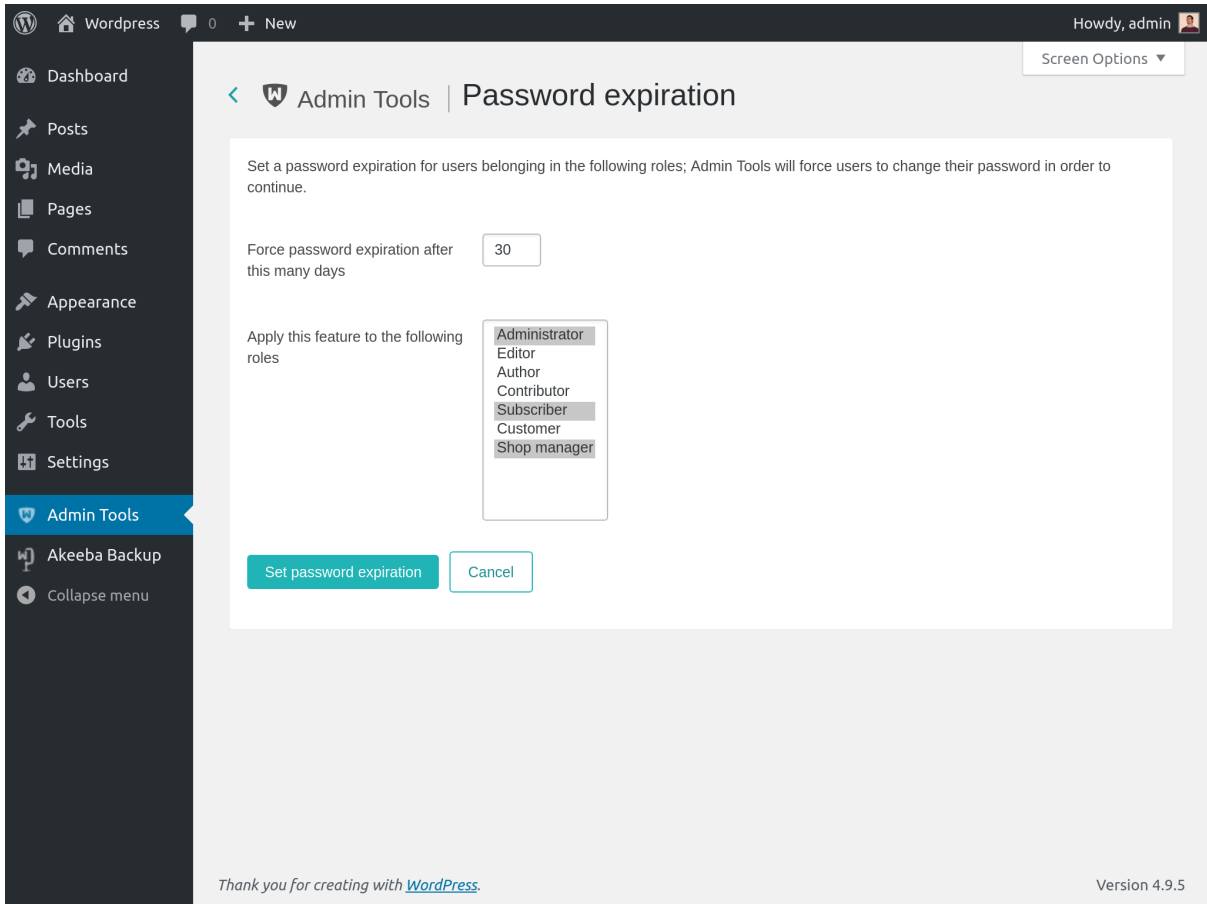 Wordpress 0 New Howdy, admin
Screen Options ▼
Dashboard
Posts
Media
Pages
Comments
Appearance
Plugins
Users
Tools
Settings
Admin Tools
Akeeba Backup
Collapse menu
Admin Tools | Password expiration
Set a password expiration for users belonging in the following roles; Admin Tools will force users to change their password in order to
continue.
Force password expiration after
this many days
30
Apply this feature to the following
roles
Administrator
Editor
Author
Contributor
Subscriber
Customer
Shop manager
Set password expiration Cancel
Thank you for creating with WordPress. Version 4.9.5